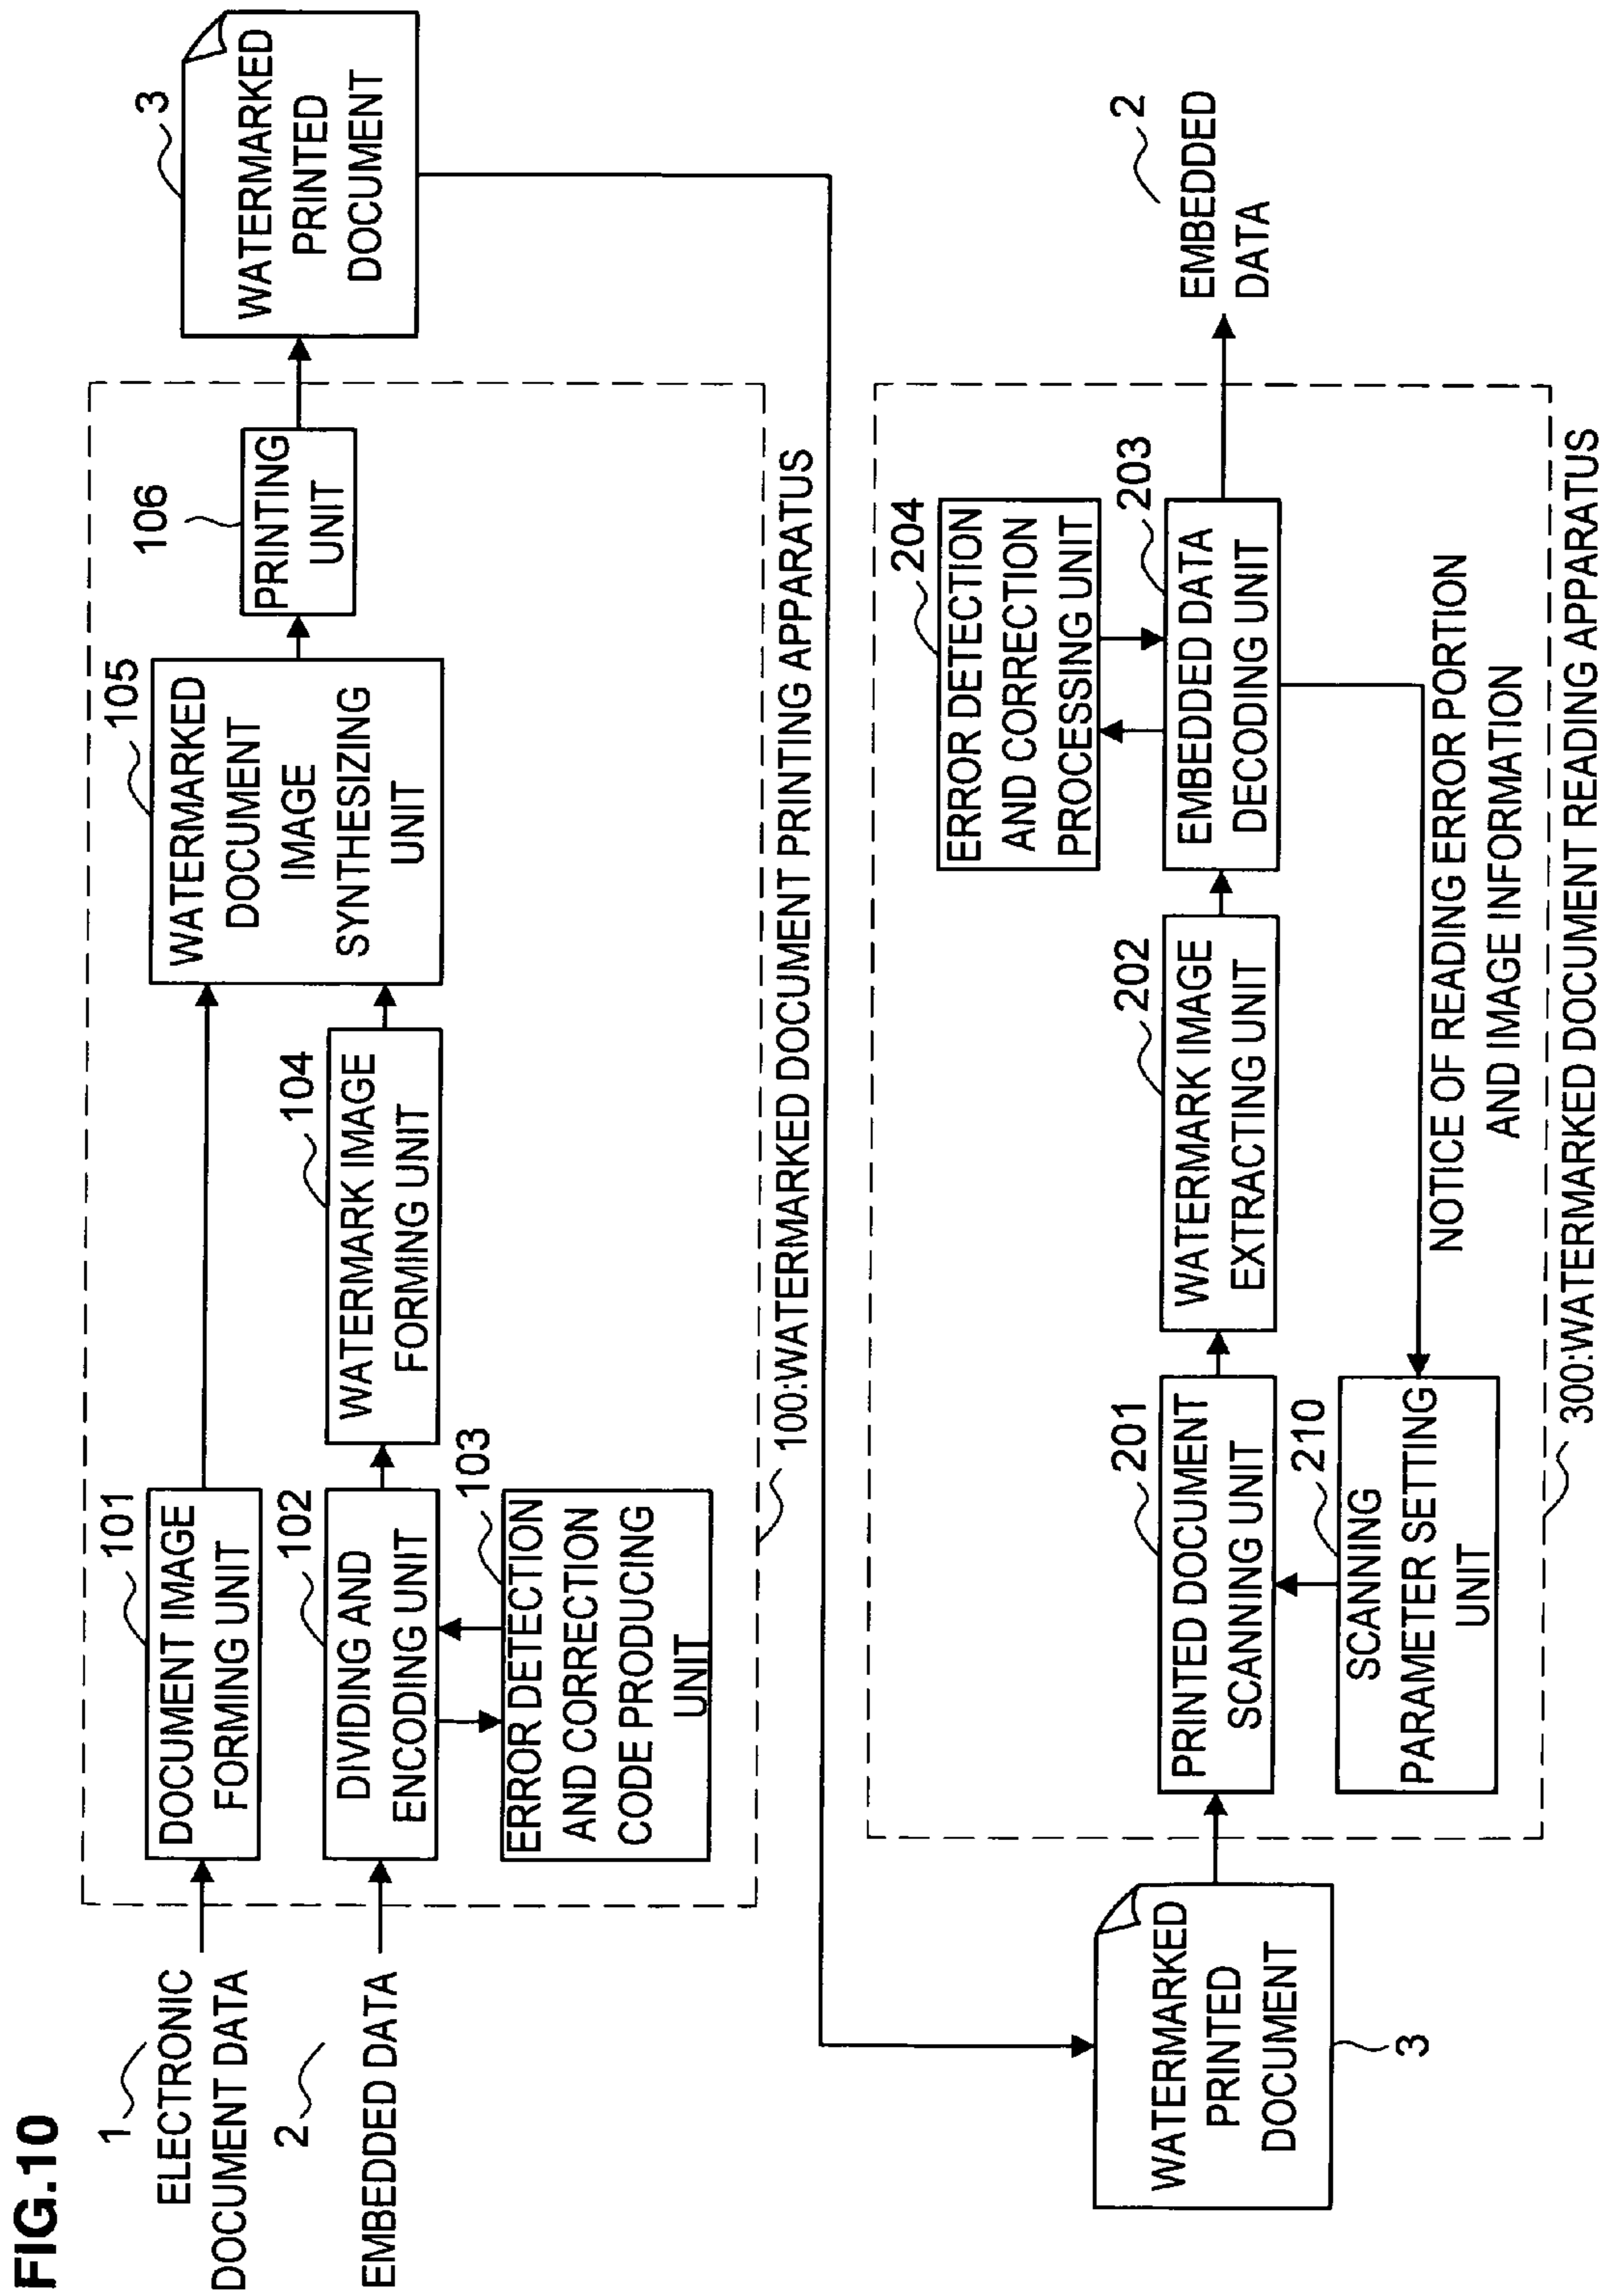 FIG.10
1
ELECTRONIC
DOCUMENT DATA
2
EMBEDDED DATA
101
DOCUMENT IMAGE
FORMING UNIT
102
DIVIDING AND
ENCODING UNIT
103
ERROR DETECTION
AND CORRECTION
CODE PRODUCING
UNIT
104
WATERMARK IMAGE
FORMING UNIT
105
WATERMARKED
DOCUMENT
IMAGE
SYNTHESIZING
UNIT
106
PRINTING
UNIT
3
WATERMARKED
PRINTED
DOCUMENT
100:WATERMARKED DOCUMENT PRINTING APPARATUS
WATERMARKED
PRINTED
DOCUMENT
3
201
PRINTED DOCUMENT
SCANNING UNIT
210
SCANNING
PARAMETER SETTING
UNIT
202
WATERMARK IMAGE
EXTRACTING UNIT
204
ERROR DETECTION
AND CORRECTION
PROCESSING UNIT
203
EMBEDDED DATA
DECODING UNIT
NOTICE OF READING ERROR PORTION
AND IMAGE INFORMATION
2
EMBEDDED
DATA
300:WATERMARKED DOCUMENT READING APPARATUS